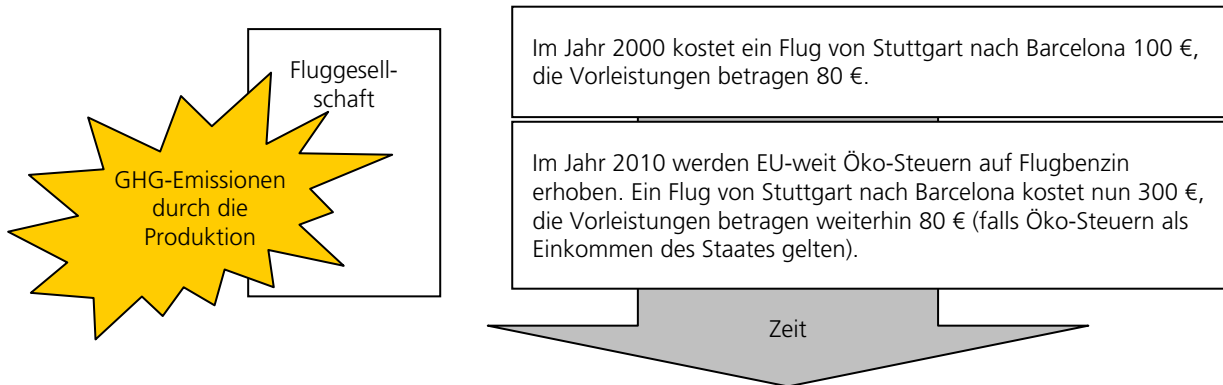 Fluggesell-
schaft
GHG-Emissionen
durch die
Produktion
Im Jahr 2000 kostet ein Flug von Stuttgart nach Barcelona 100 €,
die Vorleistungen betragen 80 €.
Im Jahr 2010 werden EU-weit Öko-Steuern auf Flugbenzin
erhoben. Ein Flug von Stuttgart nach Barcelona kostet nun 300 €,
die Vorleistungen betragen weiterhin 80 € (falls Öko-Steuern als
Einkommen des Staates gelten).
Zeit